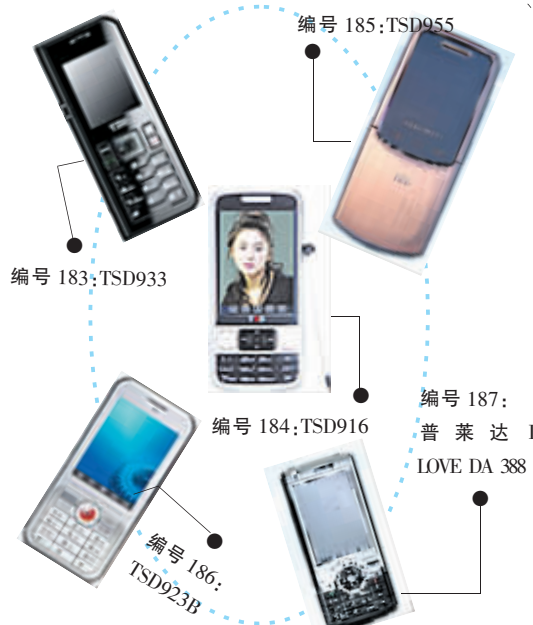 编号 185:TSD955
编号 183:TSD933
编号 184:TSD916
编号 187:
普莱达
LOVE DA 388
编号 186:
TSD923B